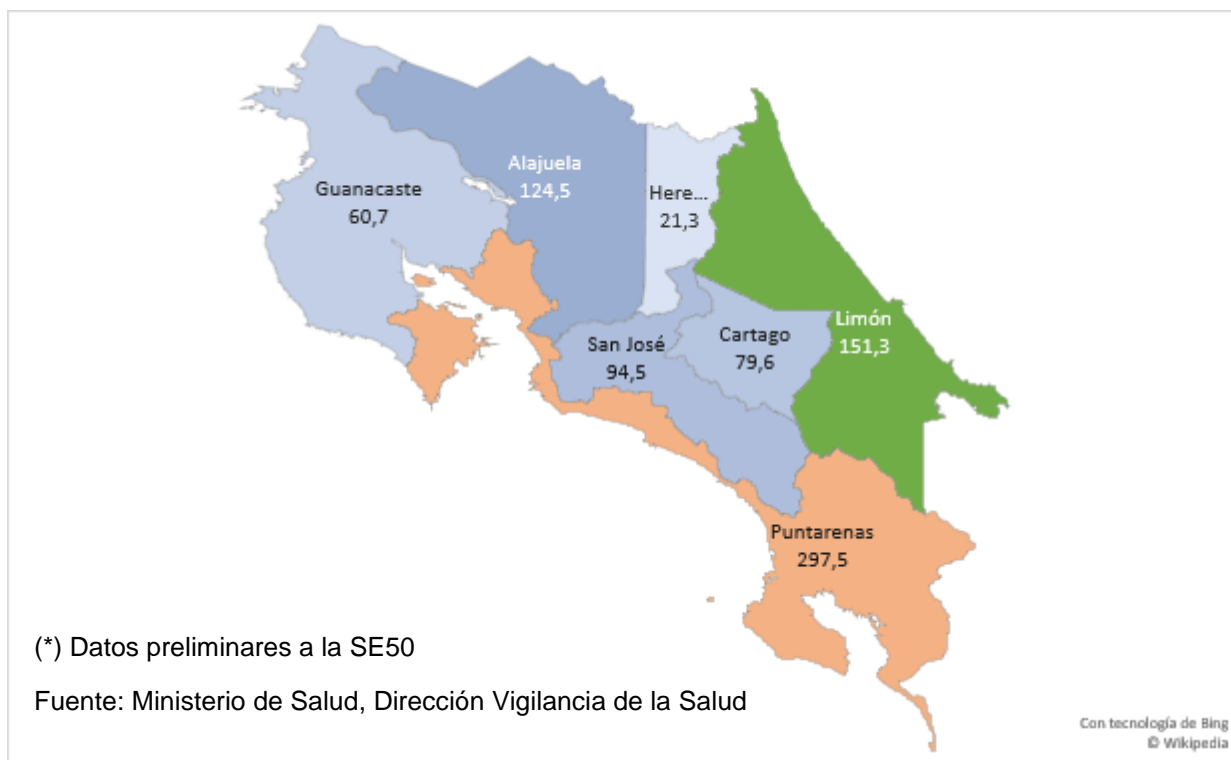 Alajuela
124,5
Guanacaste
60,7
Here...
21,3
Limón
151,3
San José
94,5
Cartago
79,6
Puntarenas
297,5
(*) Datos preliminares a la SE50
Fuente: Ministerio de Salud, Dirección Vigilancia de la Salud
Con tecnología de Bing
© Wikipedia